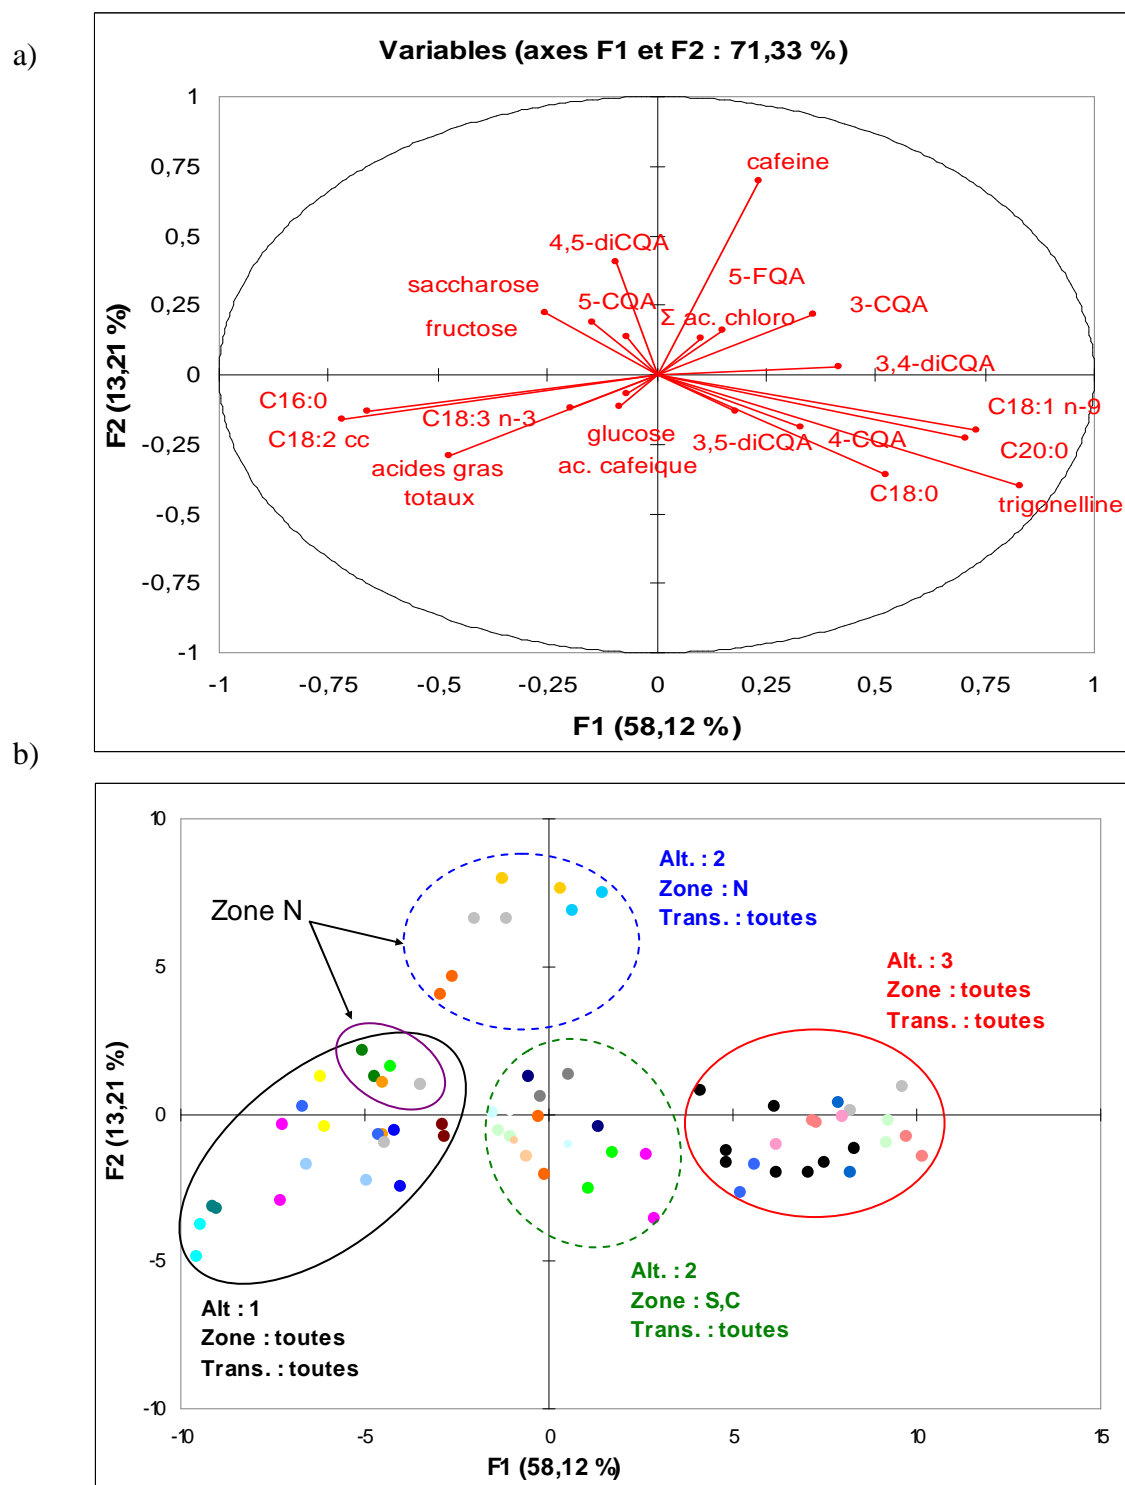 a)
Variables (axes F1 et F2 : 71,33 %)
1
0,75
0,5
0,25
0
-0,25
-0,5
-0,75
-1
F2 (13,21 %)
cafeine
4,5-diCQA
5-FQA
saccharose
5-CQA
3-CQA
fructose
Σ ac. chloro
3,4-diCQA
C16:0
C18:3 n-3
C18:1 n-9
C18:2 cc
glucose
3,5-diCQA
4-CQA
C20:0
acides gras
totaux
ac. cafeique
C18:0
trigonelline
-1
-0,75
-0,5
-0,25
0
0,25
0,5
0,75
1
F1 (58,12 %)
b)
10
5
0
-5
-10
F2 (13,21 %)
Zone N
Alt. : 2
Zone : N
Trans. : toutes
Alt. : 3
Zone : toutes
Trans. : toutes
Alt. : 2
Zone : S,C
Trans. : toutes
Alt : 1
Zone : toutes
Trans. : toutes
-10
-5
0
5
10
15
F1 (58,12 %)